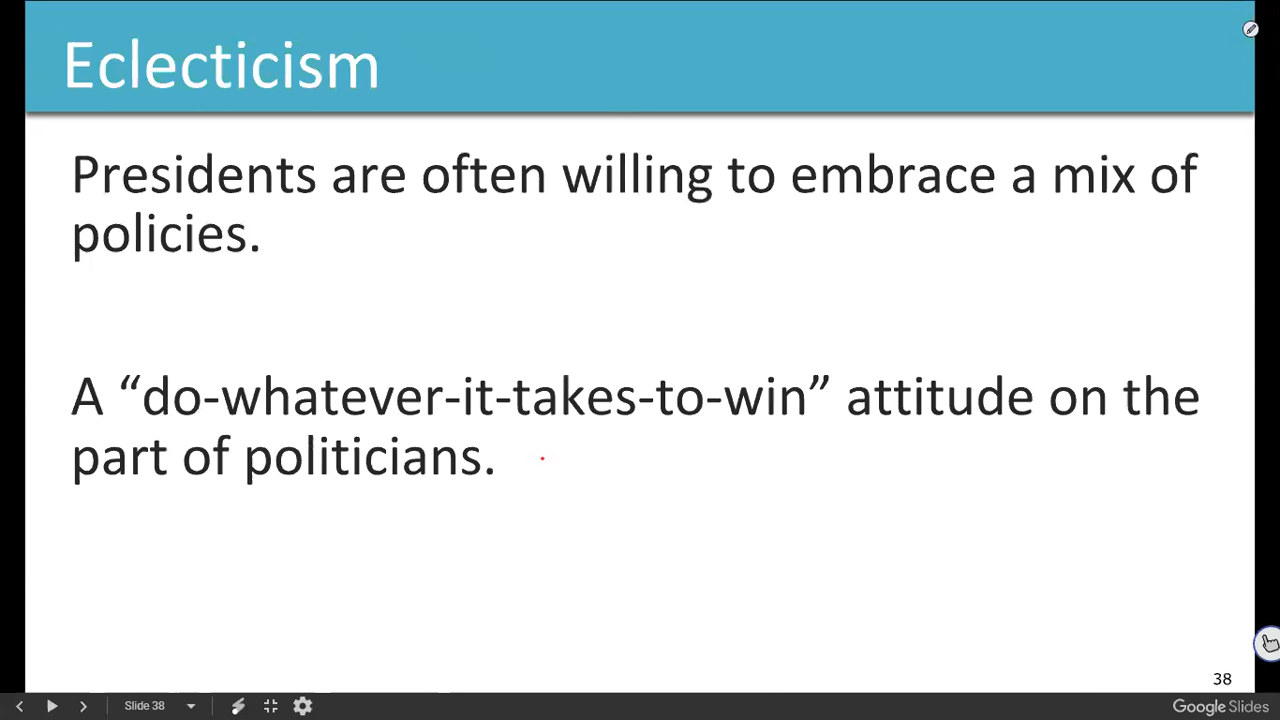 Eclecticism
Presidents are often willing to embrace a mix of
policies.
A “do-whatever-it-takes-to-win” attitude on the
part of politicians.
38
Slide 38
Google Slides